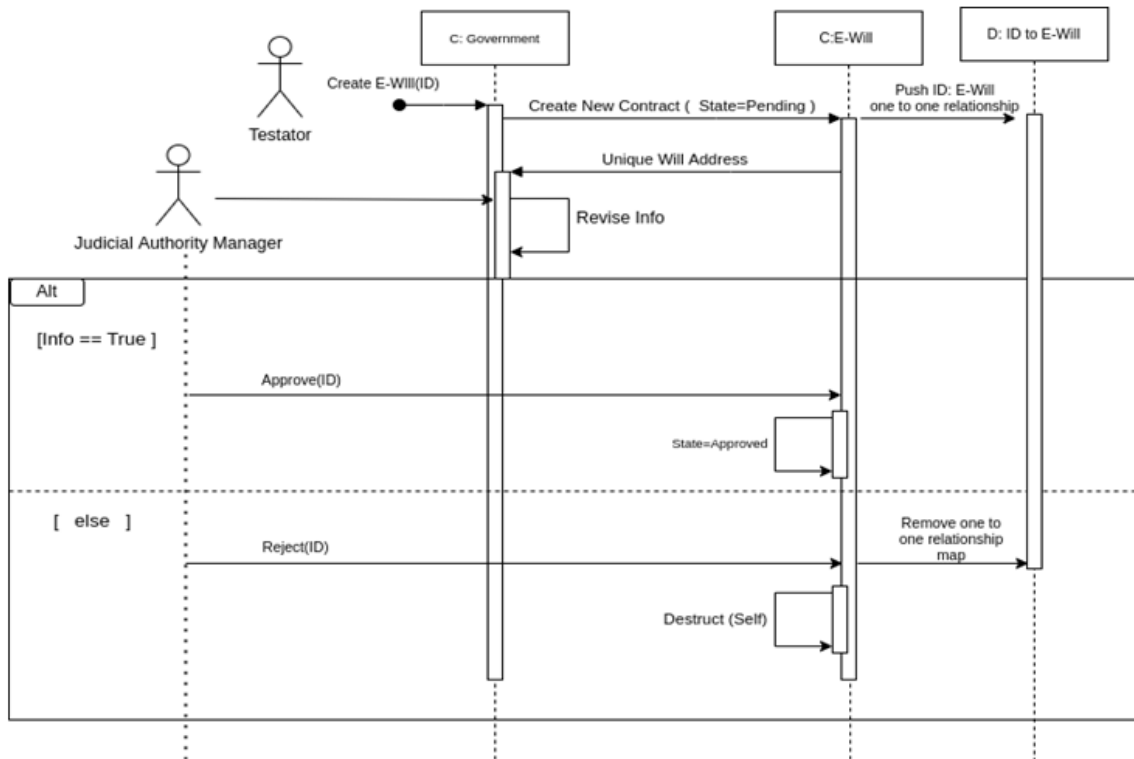 C: Government
C:E-Will
D: ID to E-Will
Create E-WIll(ID)
Testator
Create New Contract ( State=Pending )
Push ID: E-Will
one to one relationship
Unique Will Address
Revise Info
Judicial Authority Manager
Alt
[Info == True ]
Approve(ID)
State=Approved
[ else ]
Reject(ID)
Remove one to
one relationship
map
Destruct (Self)